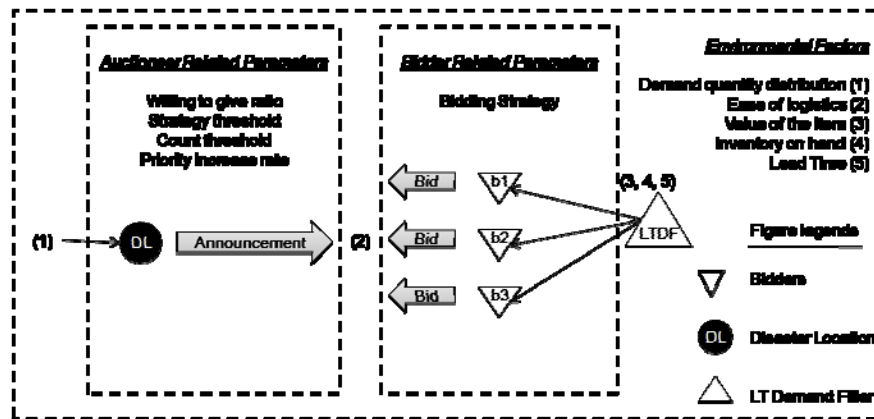 Auctioneer Related Parameters
Willing to give ratio
Strategy threshold
Count threshold
Priority increase rate
(1)
DL
Announcement
Bidder Related Parameters
Bidding Strategy
(2)
Bid
b1
Bid
b2
Bid
b3
Environmental Factors
Demand quantity distribution (1)
Ease of logistics (2)
Value of the item (3)
Inventory on hand (4)
Lead Time (5)
(3, 4, 5)
LTDF
Figure legends
Bidders
DL
Disaster Location
LT Demand Filler